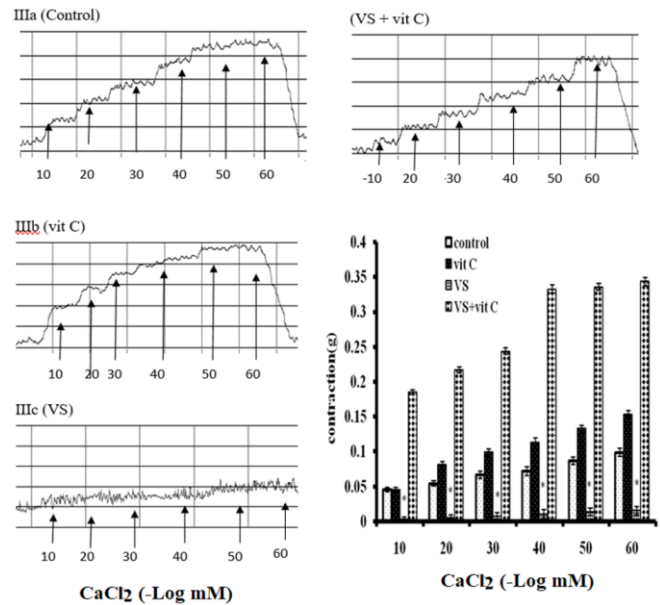 IIIa (Control)
10 20 30 40 50 60
(VS + vit C)
-10 20 -30 40 50 60
IIIb (vit C)
10 20 30 40 50 60
IIIc (VS)
10 20 30 40 50 60
CaCl2 (-Log mM)
contraction(g)
0.4
0.35
0.3
0.25
0.2
0.15
0.1
0.05
0
control
vit C
VS
VS+vit C
* * * * * *
10 20 30 40 50 60
CaCl2 (-Log mM)